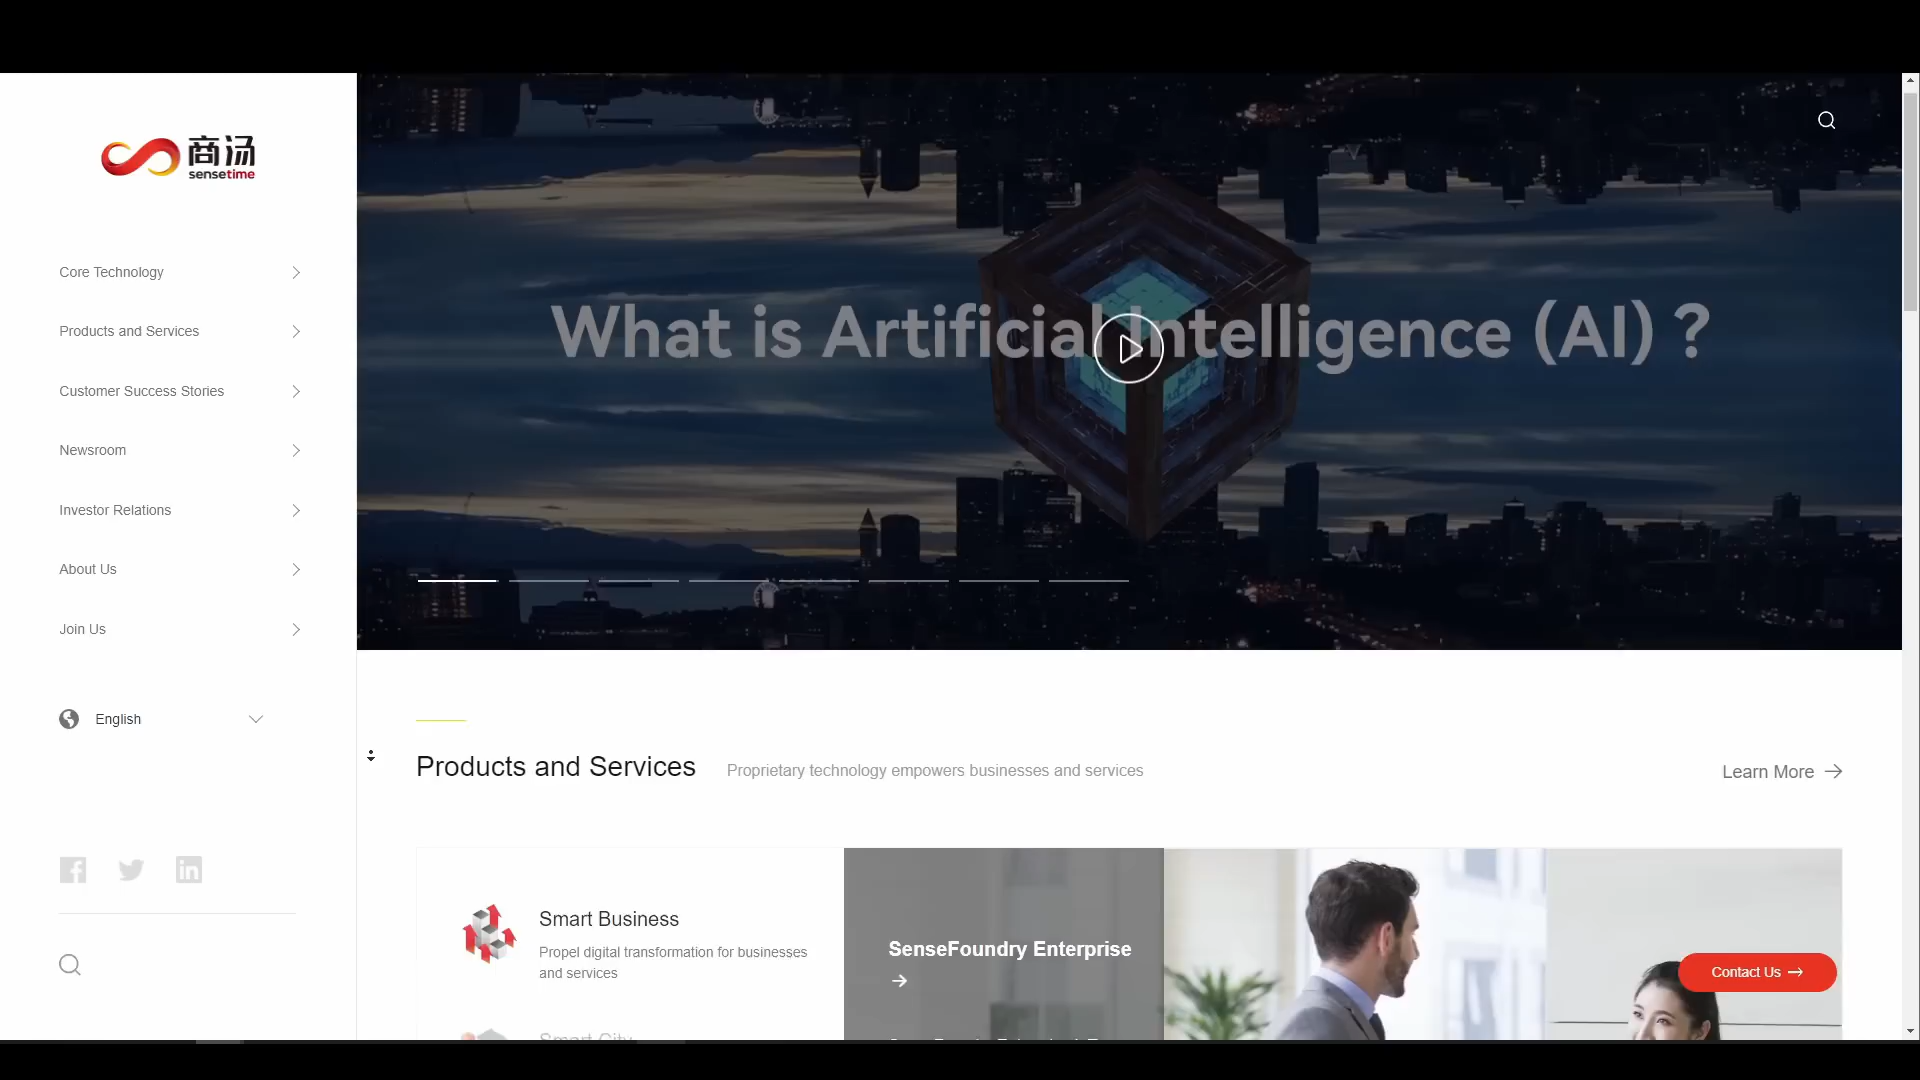 商汤
sensetime
Core Technology
Products and Services
Customer Success Stories
Newsroom
Investor Relations
About Us
Join Us
English
What is Artificial Intelligence (AI) ?
Products and Services
Proprietary technology empowers businesses and services
Learn More
Smart Business
Propel digital transformation for businesses
and services
Smart City
SenseFoundry Enterprise
Contact Us